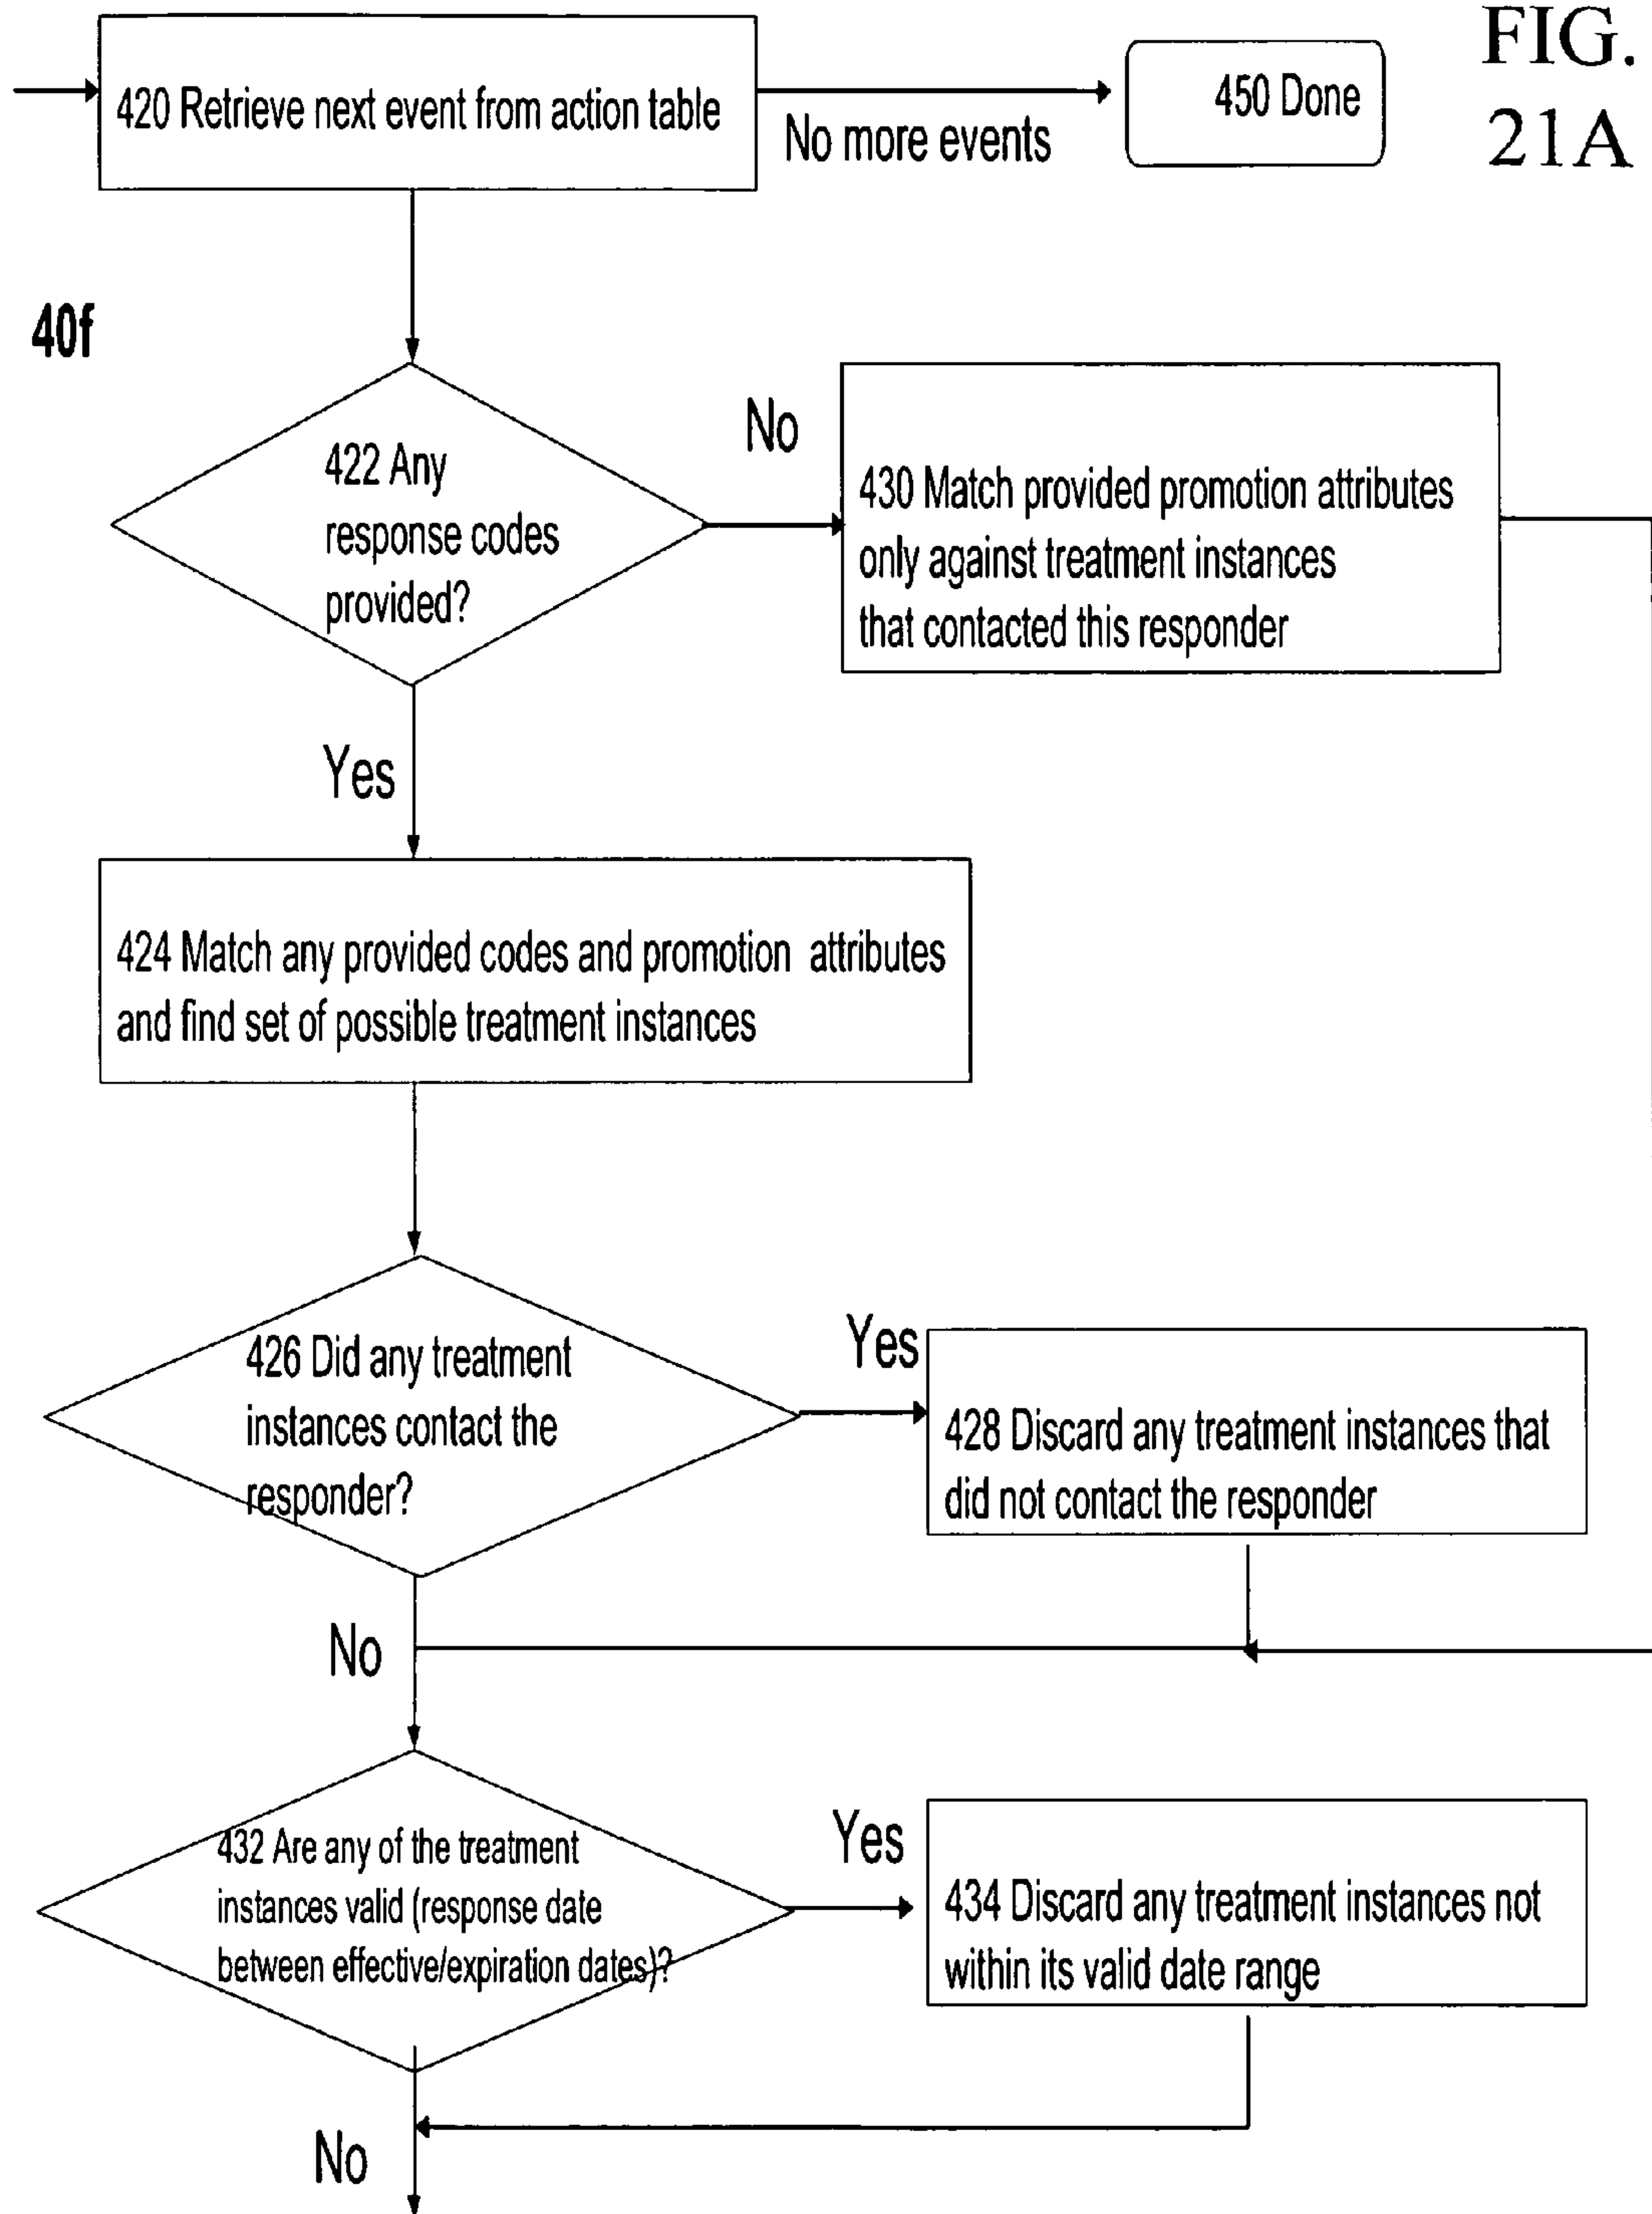 FIG.
21A
420 Retrieve next event from action table
No more events
450 Done
40f
422 Any
response codes
provided?
No
430 Match provided promotion attributes
only against treatment instances
that contacted this responder
Yes
424 Match any provided codes and promotion attributes
and find set of possible treatment instances
426 Did any treatment
instances contact the
responder?
Yes
428 Discard any treatment instances that
did not contact the responder
No
432 Are any of the treatment
instances valid (response date
between effective/expiration dates)?
Yes
434 Discard any treatment instances not
within its valid date range
No